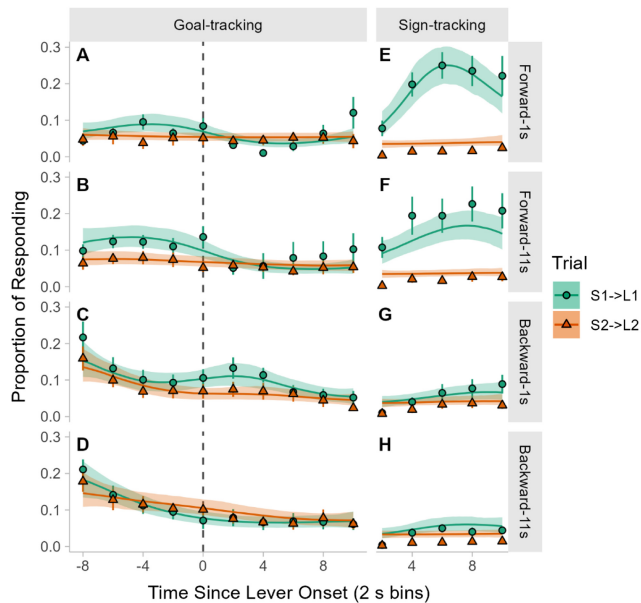 Goal-tracking
Sign-tracking
A
0.3
0.2
0.1
0.0
E
Forward-1s
B
0.3
0.2
0.1
0.0
F
Forward-11s
C
0.3
0.2
0.1
0.0
G
Backward-1s
D
0.3
0.2
0.1
0.0
H
Backward-11s
-8
-4
0
4
8
4
8
Time Since Lever Onset (2 s bins)
Proportion of Responding
Trial
S1->L1
S2->L2